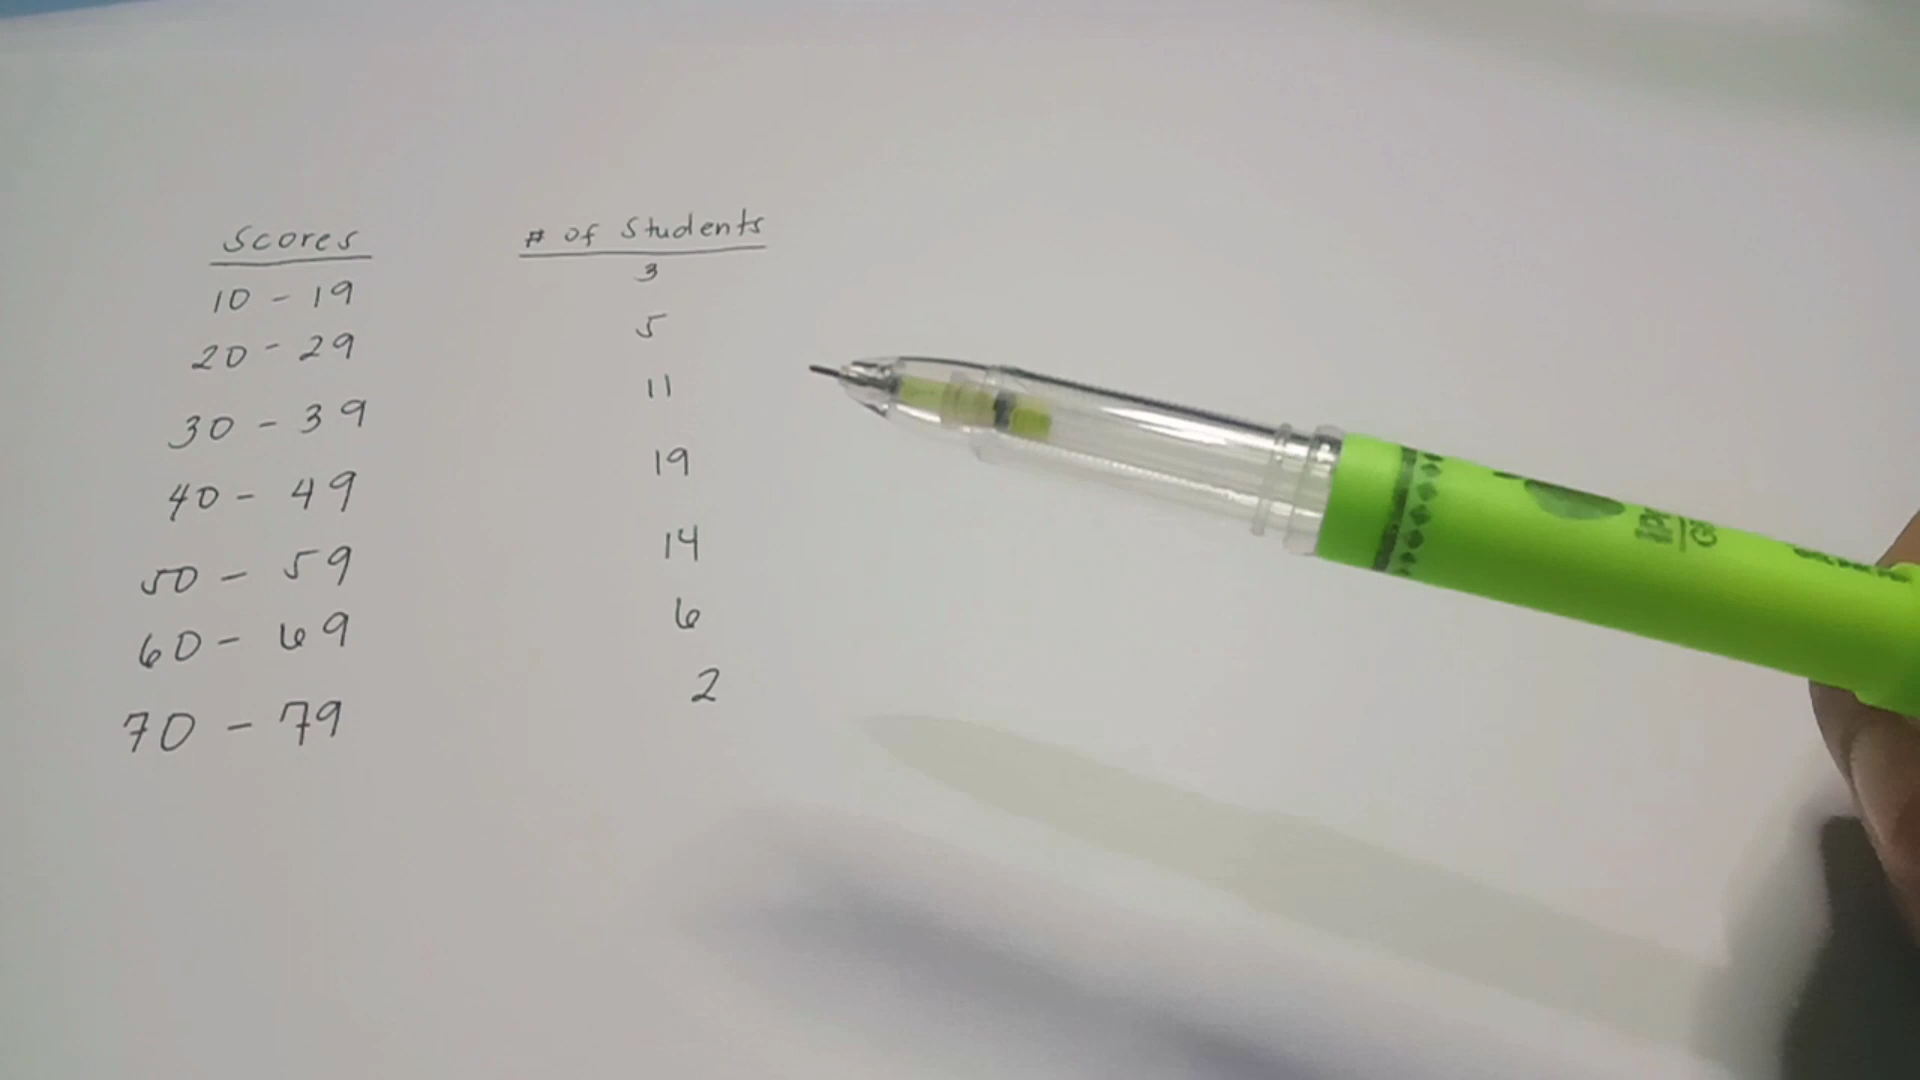 Scores # of Students
10 - 19 3
20 - 29 5
30 - 39 11
40 - 49 19
50 - 59 14
60 - 69 6
70 - 79 2